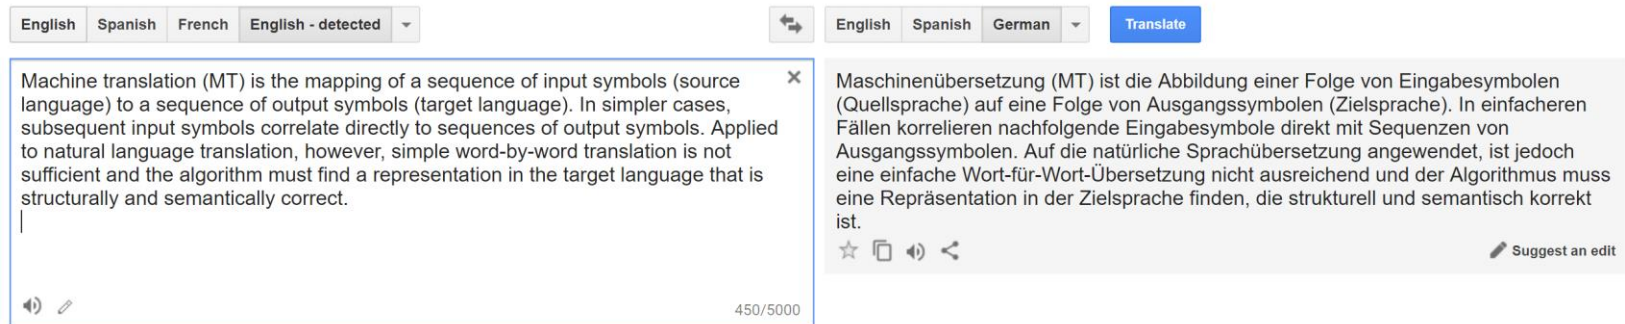 English Spanish French English - detected
English Spanish German Translate
Machine translation (MT) is the mapping of a sequence of input symbols (source
language) to a sequence of output symbols (target language). In simpler cases,
subsequent input symbols correlate directly to sequences of output symbols. Applied
to natural language translation, however, simple word-by-word translation is not
sufficient and the algorithm must find a representation in the target language that is
structurally and semantically correct.
450/5000
Maschinenübersetzung (MT) ist die Abbildung einer Folge von Eingabesymbolen
(Quellsprache) auf eine Folge von Ausgangssymbolen (Zielsprache). In einfacheren
Fällen korrelieren nachfolgende Eingabesymbole direkt mit Sequenzen von
Ausgangssymbolen. Auf die natürliche Sprachübersetzung angewendet, ist jedoch
eine einfache Wort-für-Wort-Übersetzung nicht ausreichend und der Algorithmus muss
eine Repräsentation in der Zielsprache finden, die strukturell und semantisch korrekt
ist.
Suggest an edit